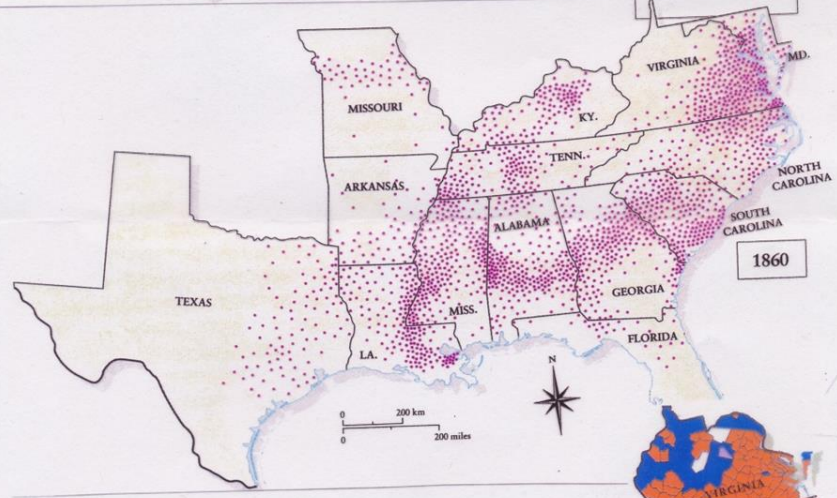 VIRGINIA
MD.
MISSOURI
KY.
TENN.
ARKANSAS
NORTH
CAROLINA
ALABAMA
SOUTH
CAROLINA
1860
TEXAS
GEORGIA
MISS.
FLORIDA
LA.
N
0
200 km
0
200 miles